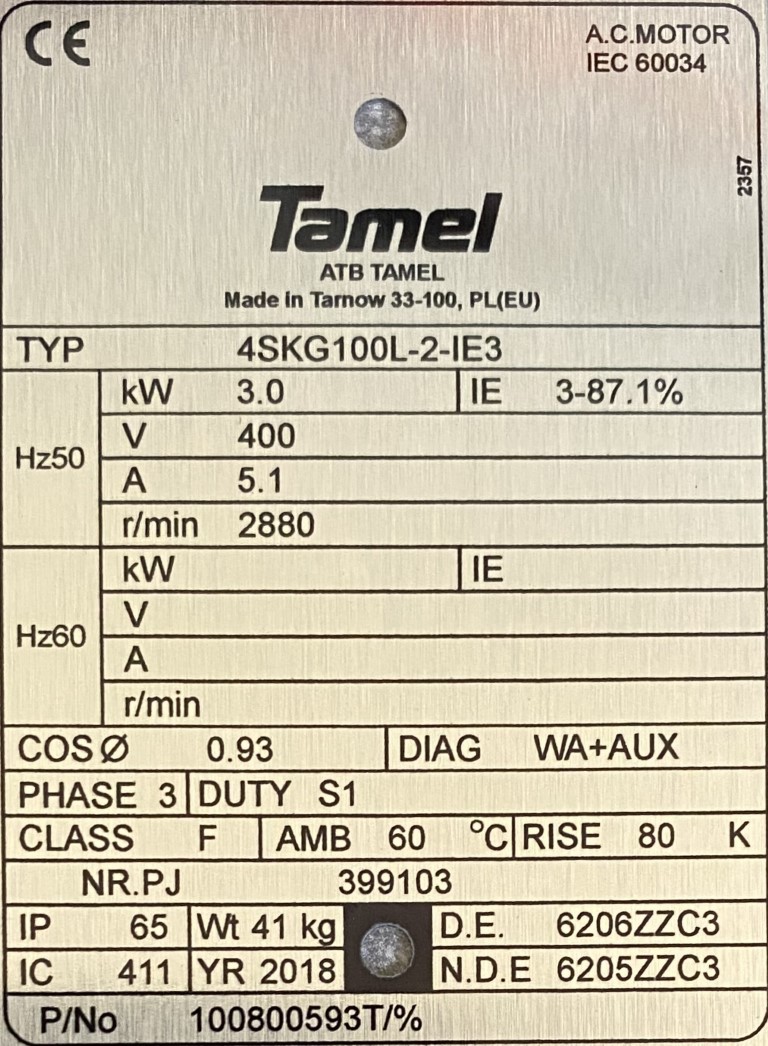 CE
A.C.MOTOR
IEC 60034
2357
Tamel
ATB TAMEL
Made in Tarnow 33-100, PL(EU)
TYP 4SKG100L-2-IE3
Hz50
kW 3.0 IE 3-87.1%
V 400
A 5.1
r/min 2880
Hz60
kW IE
V
A
r/min
COSØ 0.93 DIAG WA+AUX
PHASE 3 DUTY S1
CLASS F AMB 60 °C RISE 80 K
NR.PJ 399103
IP 65 Wt 41 kg D.E. 6206ZZC3
IC 411 YR 2018 N.D.E 6205ZZC3
P/No 100800593T/%